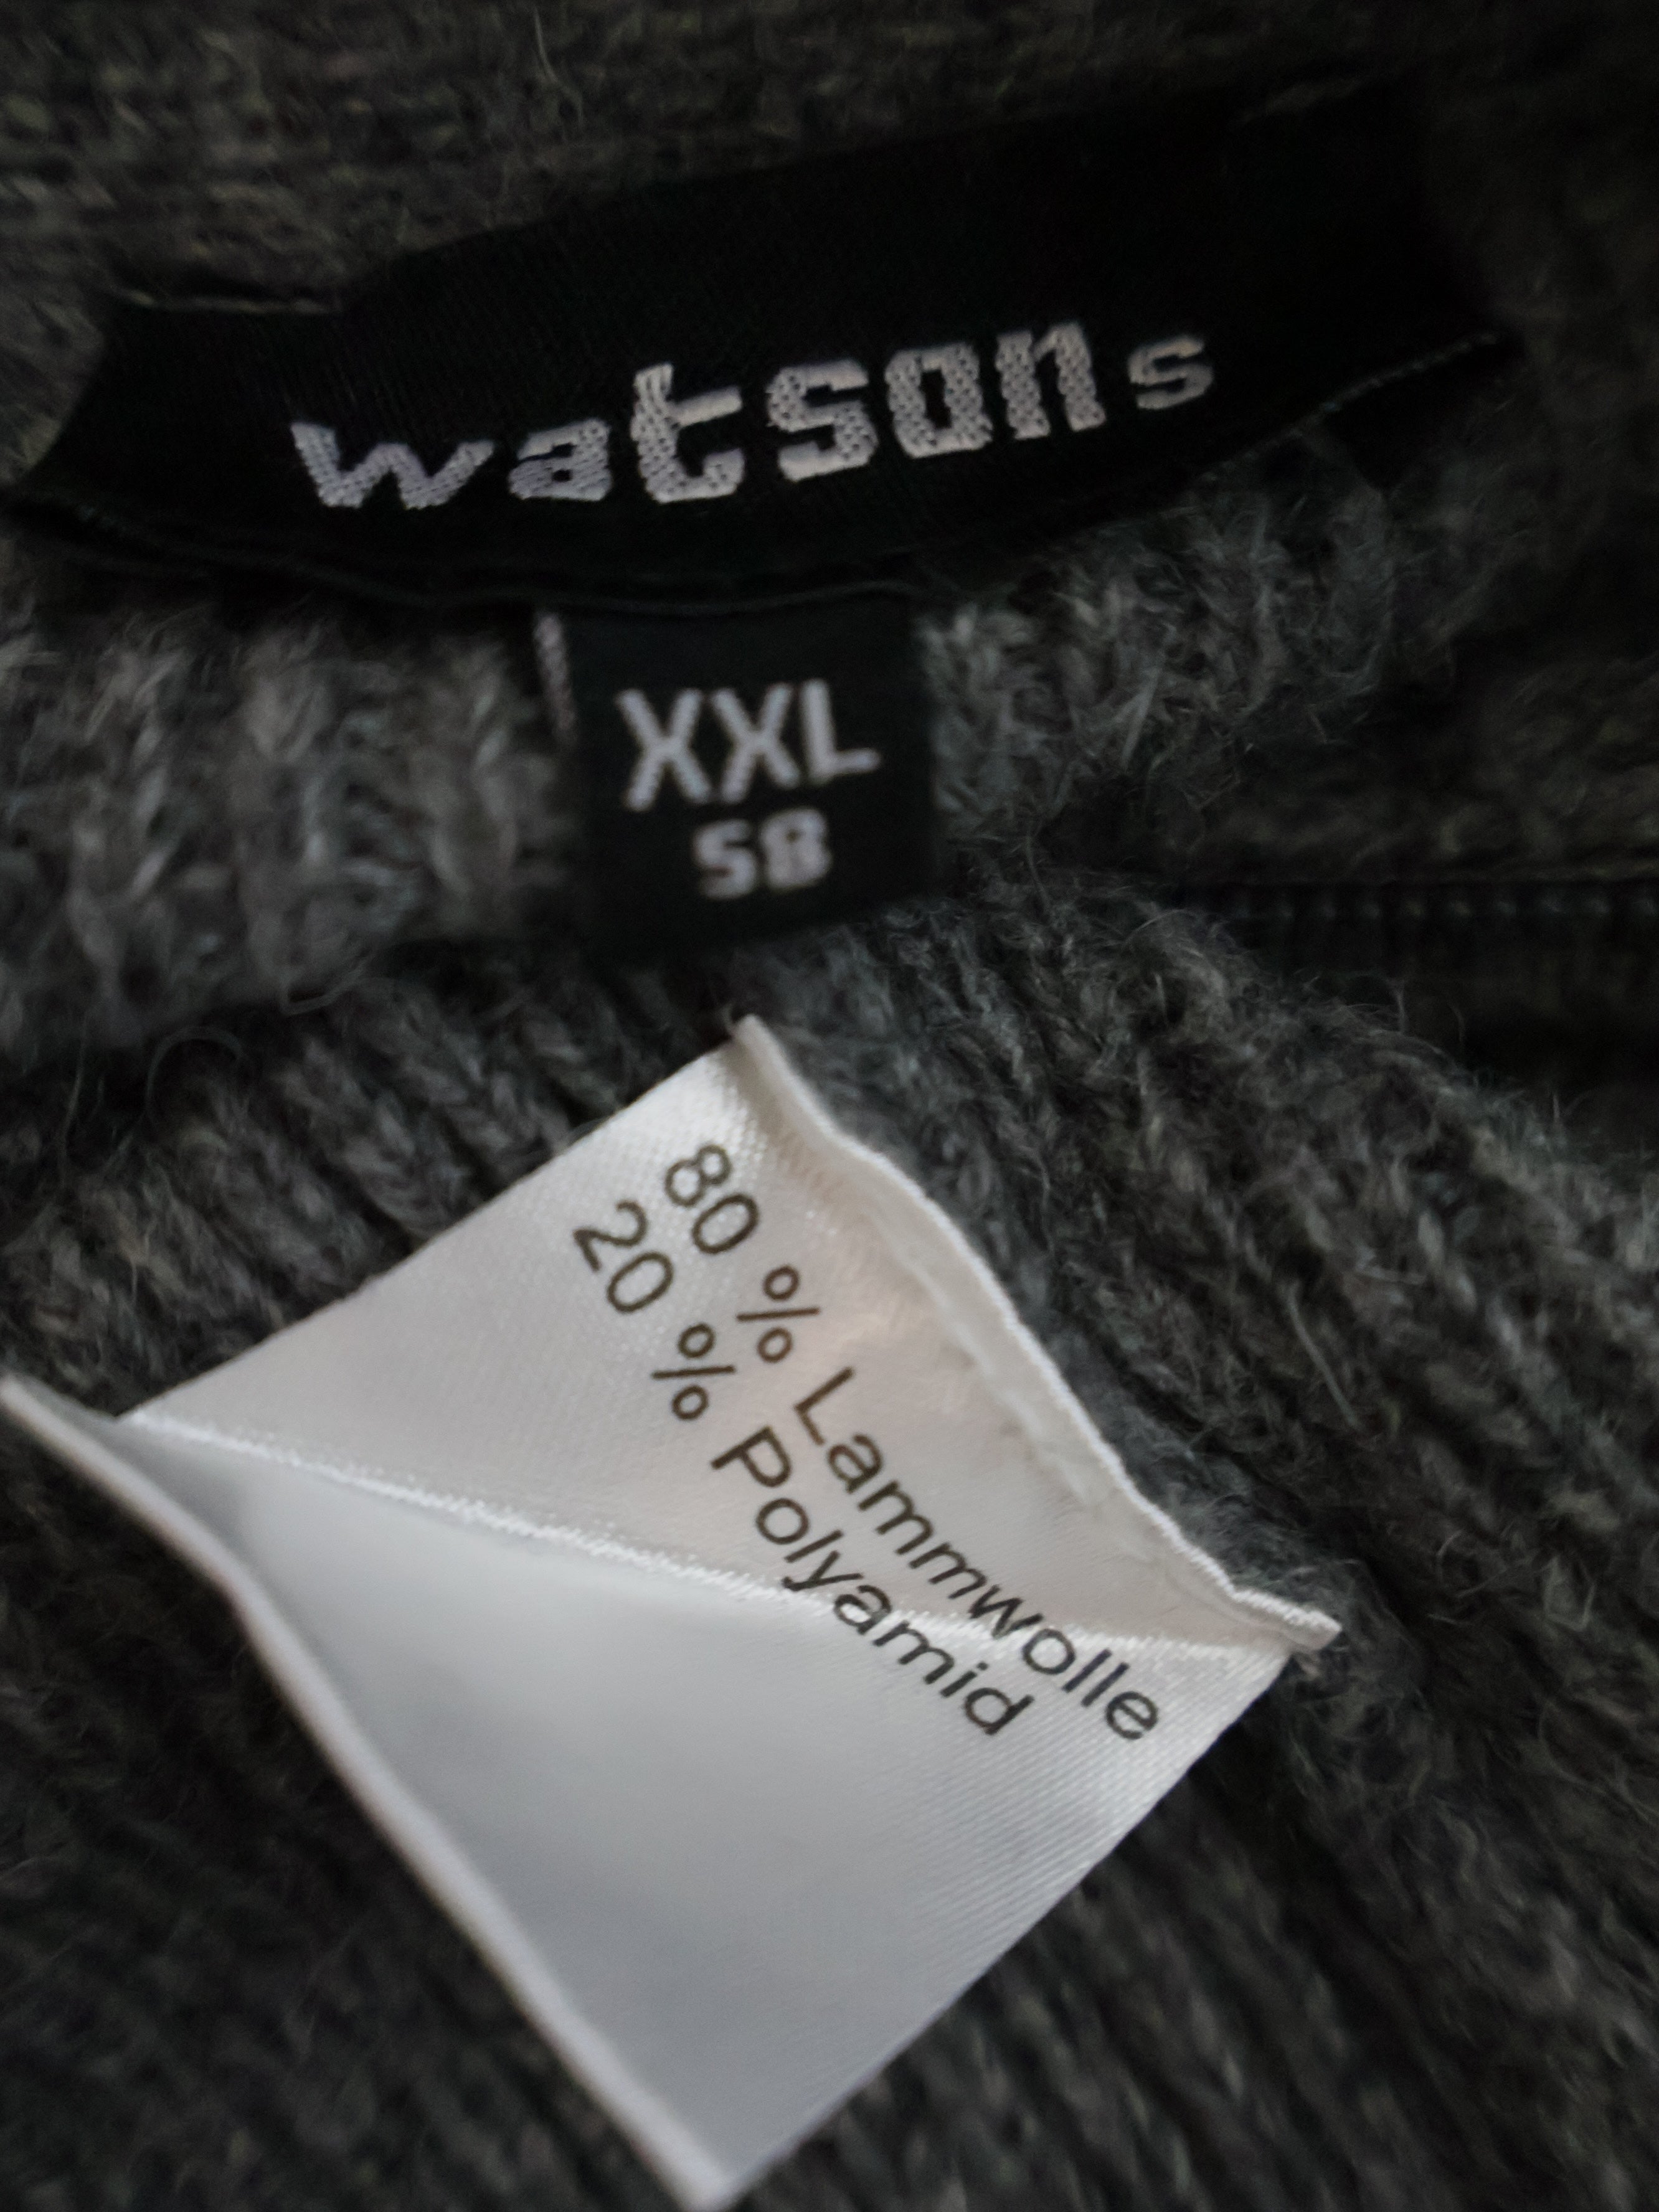 watsons
XXL
58
80 % Lammwolle
20 % Polyamid